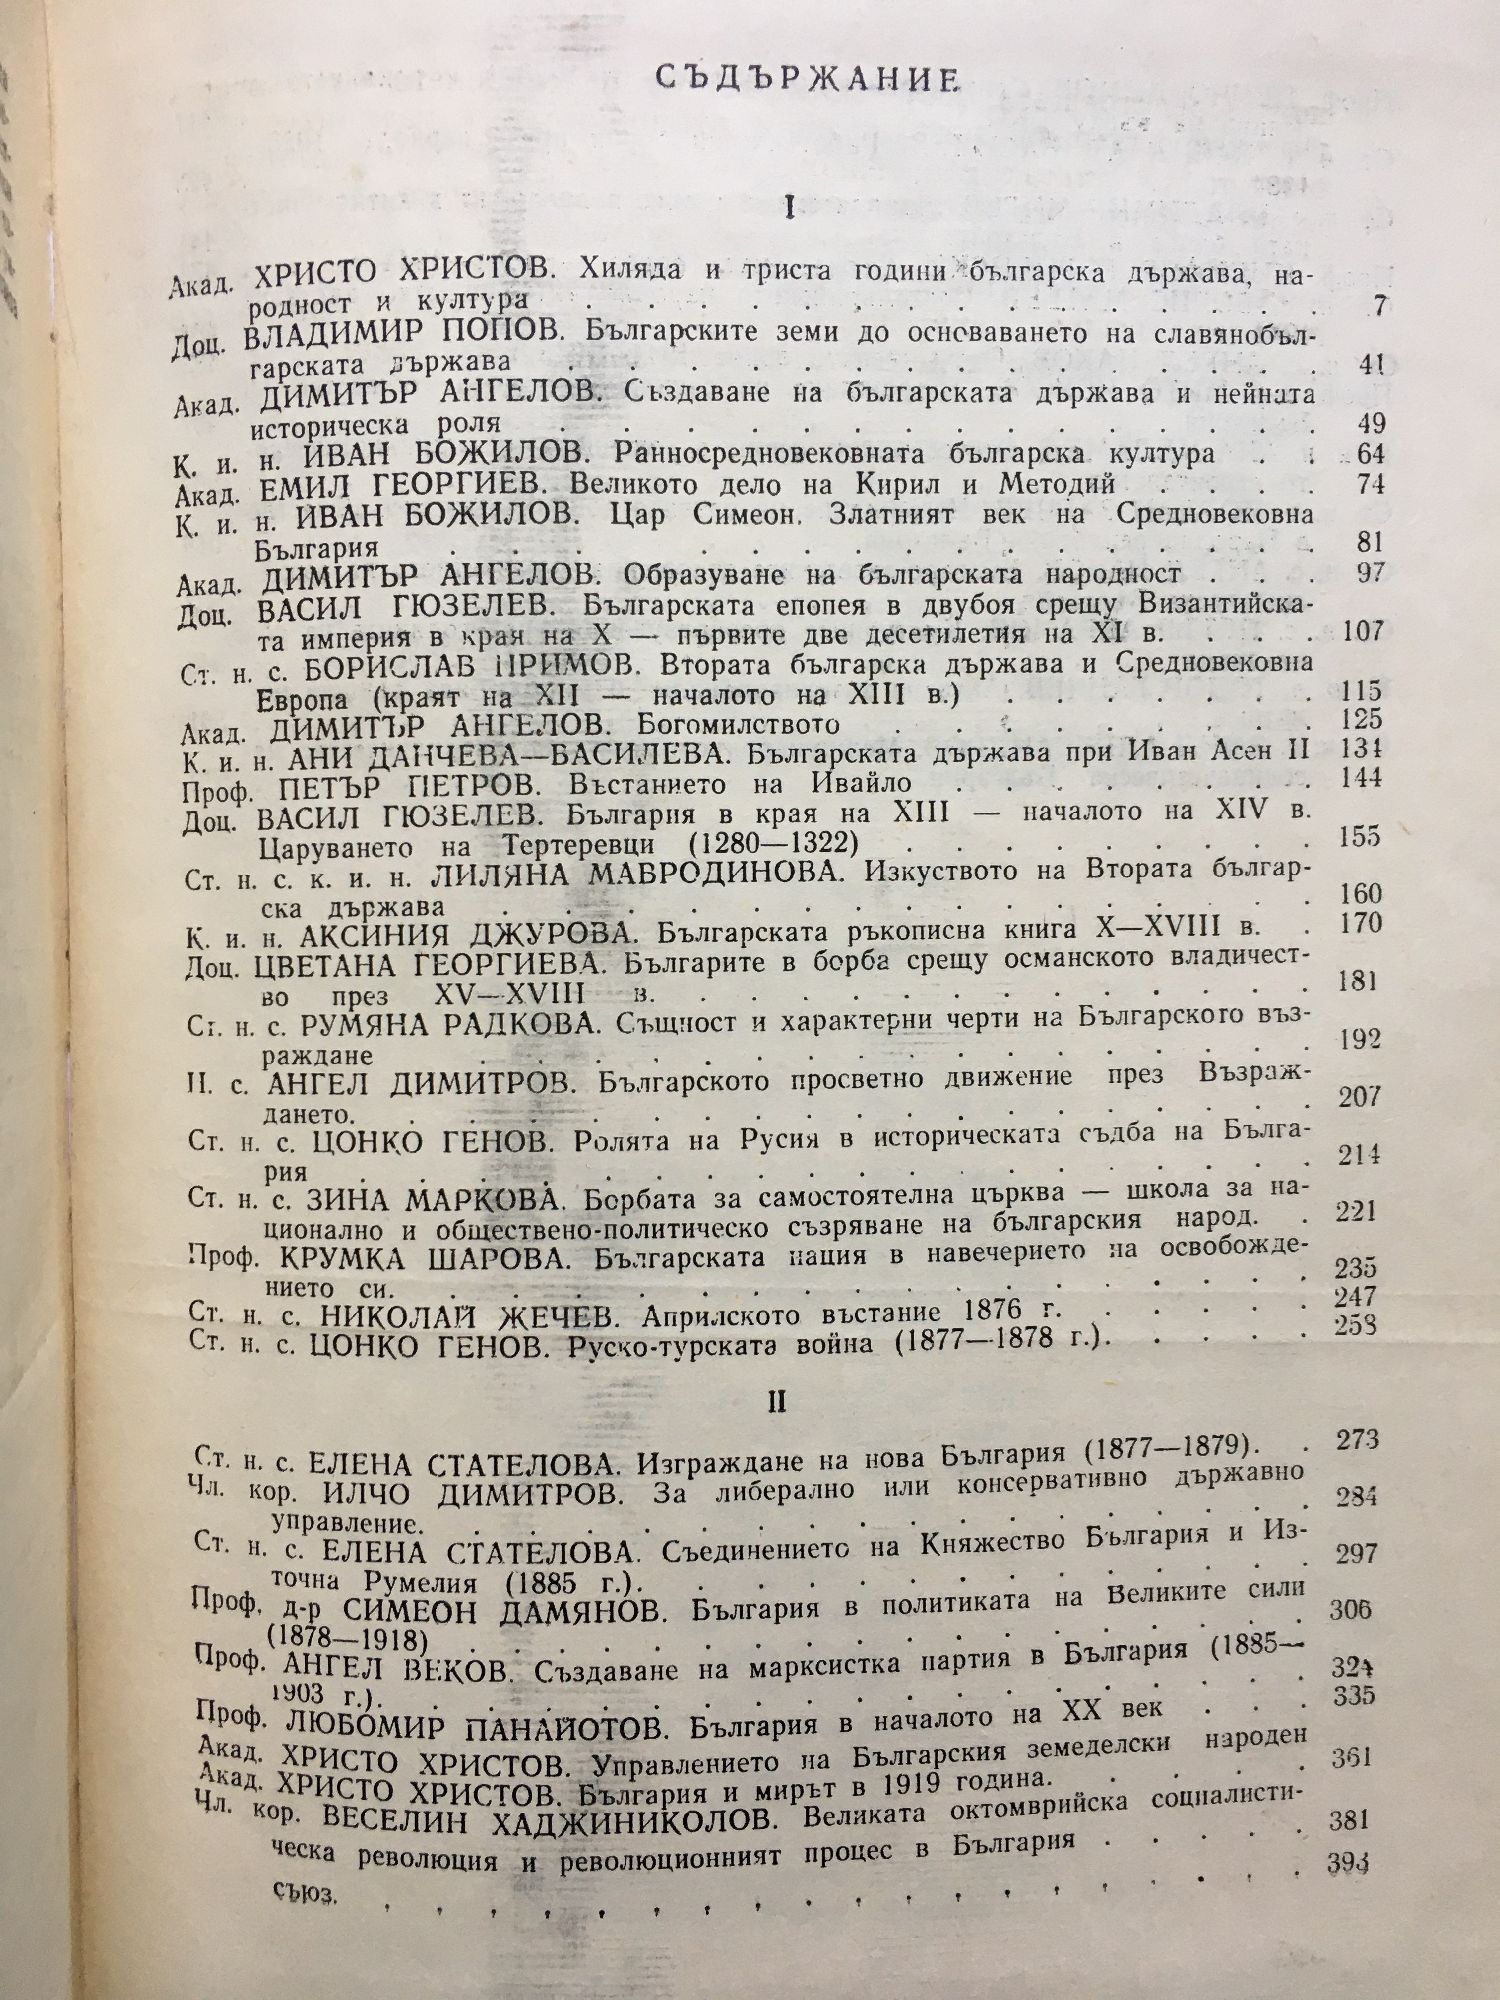 СЪДЪРЖАНИЕ
I
Акад. ХРИСТО ХРИСТОВ. Хиляда и триста години българска държава, на-
родност и култура . . . . . . . . . . . . . . 7
Доц. ВЛАДИМИР ПОПОВ. Българските земи до основаването на славянобъл-
гарската държава . . . . . . . . . . . . . . 41
Акад. ДИМИТЪР АНГЕЛОВ. Създаване на българската държава и нейната
историческа роля . . . . . . . . . . . . . . 49
К. и. н. ИВАН БОЖИЛОВ. Ранносредновековната българска култура . . 64
Акад. ЕМИЛ ГЕОРГИЕВ. Великото дело на Кирил и Методий . . . . 74
К. и. н. ИВАН БОЖИЛОВ. Цар Симеон. Златният век на Средновековна
България . . . . . . . . . . . . . . . . 81
Акад. ДИМИТЪР АНГЕЛОВ. Образуване на българската народност . . . 97
Доц. ВАСИЛ ГЮЗЕЛЕВ. Българската епопея в двубоя срещу Византийска-
та империя в края на X — първите две десетилетия на XI в. . . . 107
Ст. н. с. БОРИСЛАВ ПРИМОВ. Втората българска държава и Средновековна
Европа (краят на XII — началото на XIII в.) . . . . . . . 115
Акад. ДИМИТЪР АНГЕЛОВ. Богомилството . . . . . . . . 125
К. и. н. АНИ ДАНЧЕВА—ВАСИЛЕВА. Българската държава при Иван Асен II 134
Проф. ПЕТЪР ПЕТРОВ. Въстанието на Ивайло . . . . . . . . 144
Доц. ВАСИЛ ГЮЗЕЛЕВ. България в края на XIII — началото на XIV в.
Царуването на Тертеревци (1280—1322) . . . . . . . . 155
Ст. н. с. к. и. н. ЛИЛЯНА МАВРОДИНОВА. Изкуството на Втората българ-
ска държава . . . . . . . . . . . . . . . 160
К. и. н. АКСИНИЯ ДЖУРОВА. Българската ръкописна книга X—XVIII в. . 170
Доц. ЦВЕТАНА ГЕОРГИЕВА. Българите в борба срещу османското владичест-
во през XV—XVIII в. . . . . . . . . . . . . 181
Ст. н. с. РУМЯНА РАДКОВА. Същност и характерни черти на Българското въз-
раждане . . . . . . . . . . . . . . . . 192
Н. с. АНГЕЛ ДИМИТРОВ. Българското просветно движение през Възраж-
дането. . . . . . . . . . . . . . . . . 207
Ст. н. с. ЦОНКО ГЕНОВ. Ролята на Русия в историческата съдба на Бълга-
рия . . . . . . . . . . . . . . . . . 214
Ст. н. с. ЗИНА МАРКОВА. Борбата за самостоятелна църква — школа за на-
ционално и обществено-политическо съзряване на българския народ. . 221
Проф. КРУМКА ШАРОВА. Българската нация в навечерието на освобожде-
нието си. . . . . . . . . . . . . . . . 235
Ст. н. с. НИКОЛАЙ ЖЕЧЕВ. Априлското въстание 1876 г. . . . . . 247
Ст. н. с. ЦОНКО ГЕНОВ. Руско-турската война (1877—1878 г.). . . . . 258
II
Ст. н. с. ЕЛЕНА СТАТЕЛОВА. Изграждане на нова България (1877—1879). . 273
Чл. кор. ИЛЧО ДИМИТРОВ. За либерално или консервативно държавно
управление. . . . . . . . . . . . . . . . 284
Ст. н. с. ЕЛЕНА СТАТЕЛОВА. Съединението на Княжество България и Из-
точна Румелия (1885 г.). . . . . . . . . . . . . 297
Проф. д-р СИМЕОН ДАМЯНОВ. България в политиката на Великите сили
(1878—1918) . . . . . . . . . . . . . . . 306
Проф. АНГЕЛ ВЕКОВ. Създаване на марксистка партия в България (1885—
1903 г.). . . . . . . . . . . . . . . . . 324
Проф. ЛЮБОМИР ПАНАЙОТОВ. България в началото на XX век . . . 335
Акад. ХРИСТО ХРИСТОВ. Управлението на Българския земеделски народен
Акад. ХРИСТО ХРИСТОВ. България и мирът в 1919 година. . . . . . 361
Чл. кор. ВЕСЕЛИН ХАДЖИНИКОЛОВ. Великата октомврийска социалисти-
ческа революция и революционният процес в България . . . . . 381
съюз. . . . . . . . . . . . . . . . . . 393